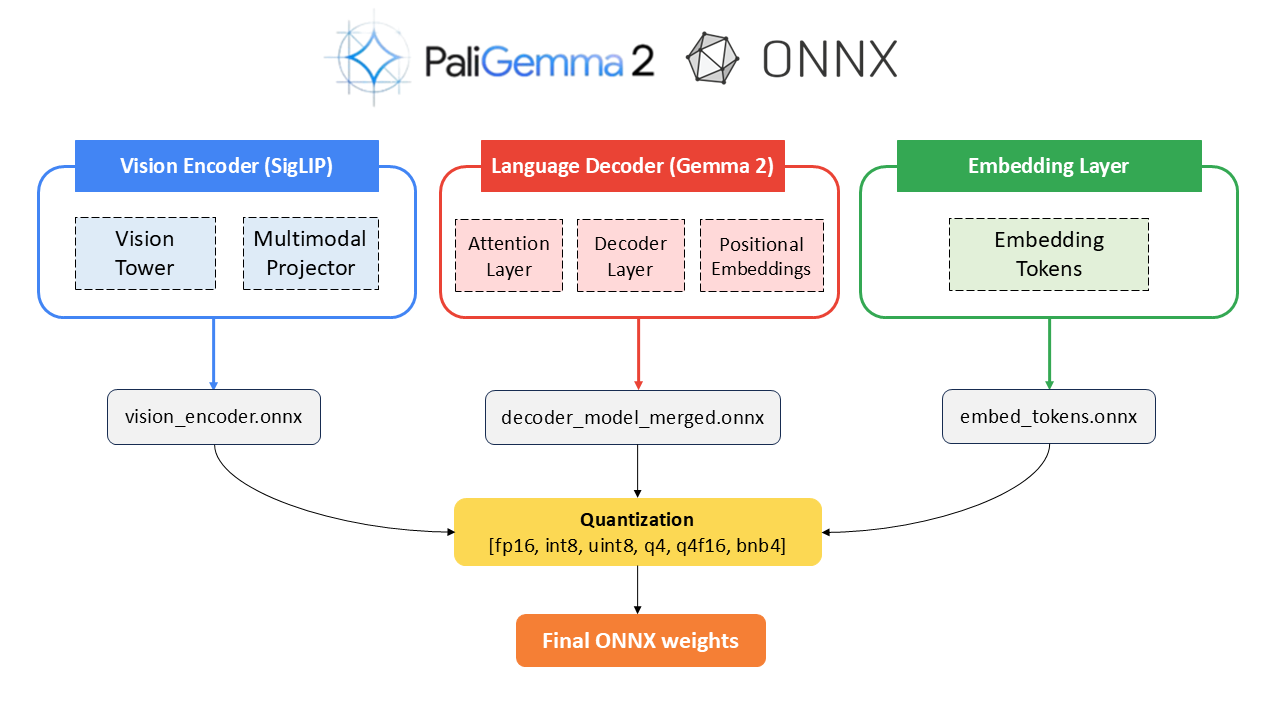 PaliGemma 2 ONNX
Vision Encoder (SigLIP)
Vision
Tower
Multimodal
Projector
Language Decoder (Gemma 2)
Attention
Layer
Decoder
Layer
Positional
Embeddings
Embedding Layer
Embedding
Tokens
vision_encoder.onnx
decoder_model_merged.onnx
embed_tokens.onnx
Quantization
[fp16, int8, uint8, q4, q4f16, bnb4]
Final ONNX weights